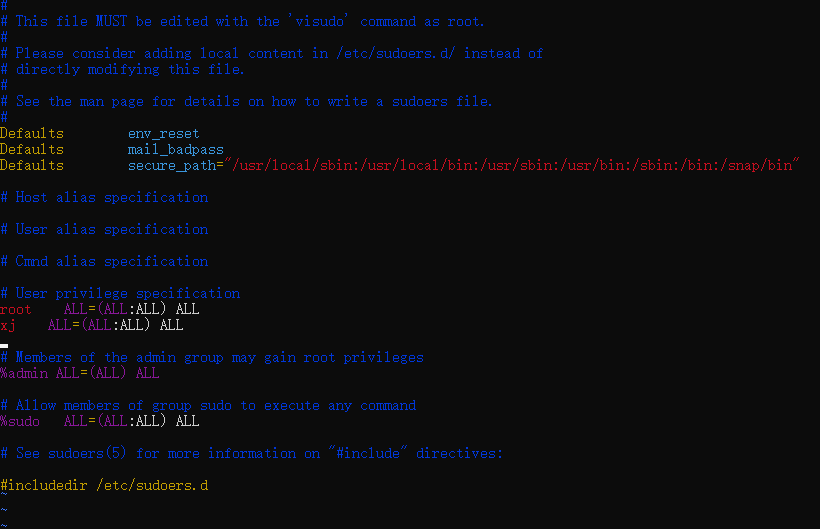 #
# This file MUST be edited with the 'visudo' command as root.
#
# Please consider adding local content in /etc/sudoers.d/ instead of
# directly modifying this file.
#
# See the man page for details on how to write a sudoers file.
#
Defaults        env_reset
Defaults        mail_badpass
Defaults        secure_path="/usr/local/sbin:/usr/local/bin:/usr/sbin:/usr/bin:/sbin:/bin:/snap/bin"
# Host alias specification
# User alias specification
# Cmnd alias specification
# User privilege specification
root    ALL=(ALL:ALL) ALL
xj    ALL=(ALL:ALL) ALL
# Members of the admin group may gain root privileges
%admin ALL=(ALL) ALL
# Allow members of group sudo to execute any command
%sudo   ALL=(ALL:ALL) ALL
# See sudoers(5) for more information on "#include" directives:
#includedir /etc/sudoers.d
~
~
~